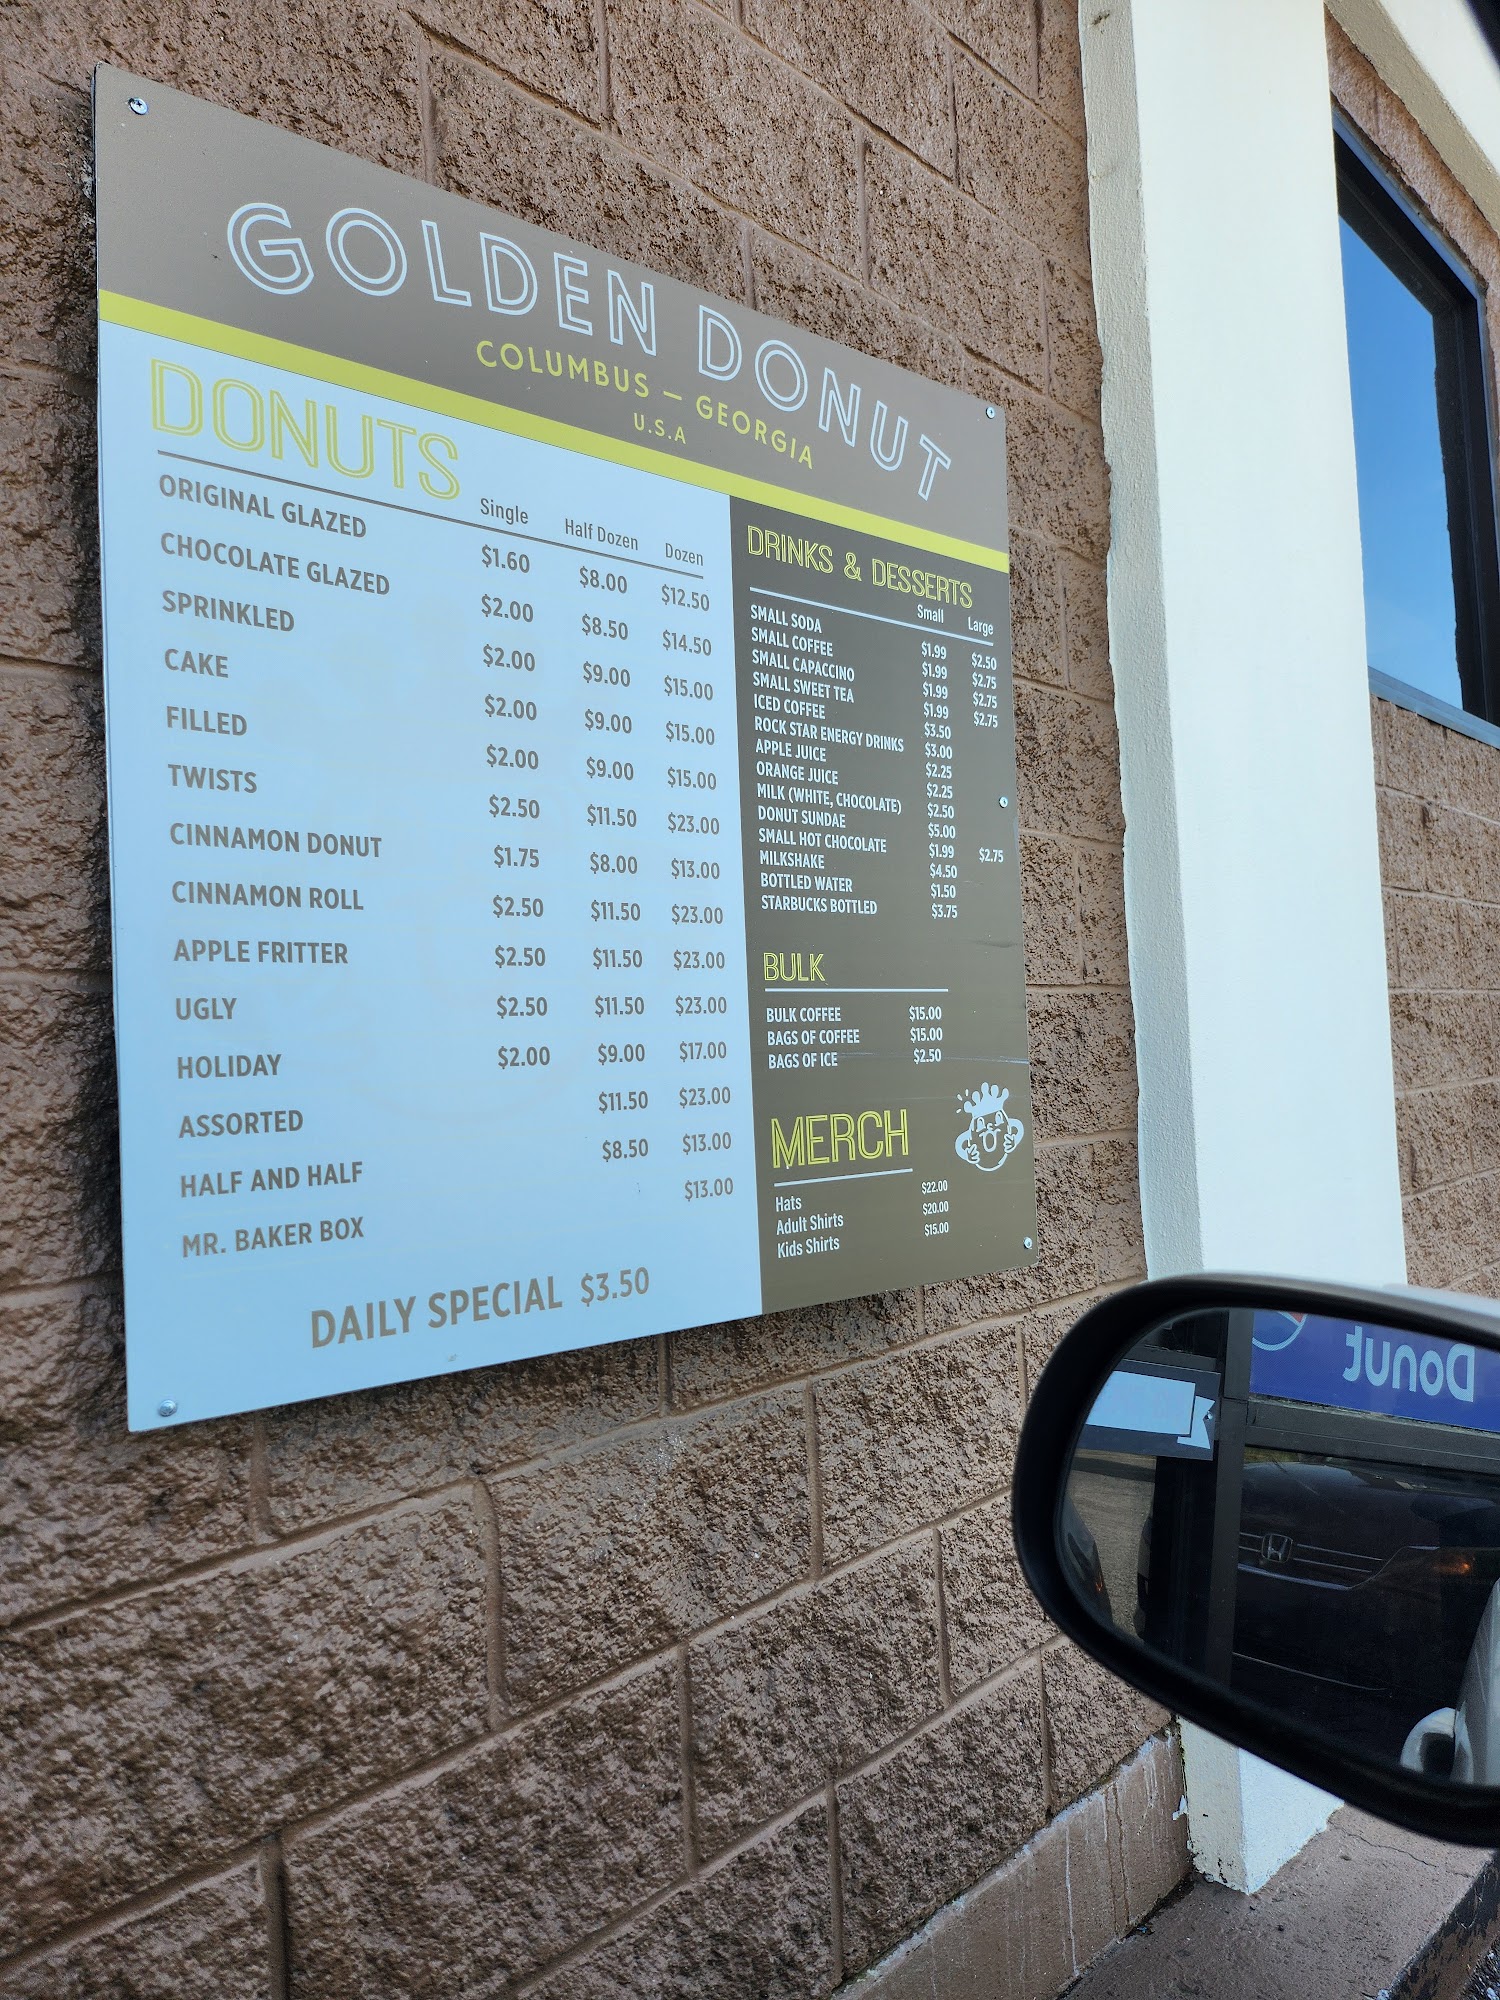 GOLDEN DONUT
COLUMBUS — GEORGIA
U.S.A
DONUTS
Single Half Dozen Dozen
ORIGINAL GLAZED $1.60 $8.00 $12.50
CHOCOLATE GLAZED $2.00 $8.50 $14.50
SPRINKLED $2.00 $9.00 $15.00
CAKE $2.00 $9.00 $15.00
FILLED $2.00 $9.00 $15.00
TWISTS $2.50 $11.50 $23.00
CINNAMON DONUT $1.75 $8.00 $13.00
CINNAMON ROLL $2.50 $11.50 $23.00
APPLE FRITTER $2.50 $11.50 $23.00
UGLY $2.50 $11.50 $23.00
HOLIDAY $2.00 $9.00 $17.00
ASSORTED $11.50 $23.00
HALF AND HALF $8.50 $13.00
MR. BAKER BOX $13.00
DAILY SPECIAL $3.50
DRINKS & DESSERTS
Small Large
SMALL SODA $1.99 $2.50
SMALL COFFEE $1.99 $2.75
SMALL CAPACCINO $1.99 $2.75
SMALL SWEET TEA $1.99 $2.75
ICED COFFEE $3.50
ROCK STAR ENERGY DRINKS $3.00
APPLE JUICE $2.25
ORANGE JUICE $2.25
MILK (WHITE, CHOCOLATE) $2.50
DONUT SUNDAE $5.00
SMALL HOT CHOCOLATE $1.99 $2.75
MILKSHAKE $4.50
BOTTLED WATER $1.50
STARBUCKS BOTTLED $3.75
BULK
BULK COFFEE $15.00
BAGS OF COFFEE $15.00
BAGS OF ICE $2.50
MERCH
Hats $22.00
Adult Shirts $20.00
Kids Shirts $15.00
Donut